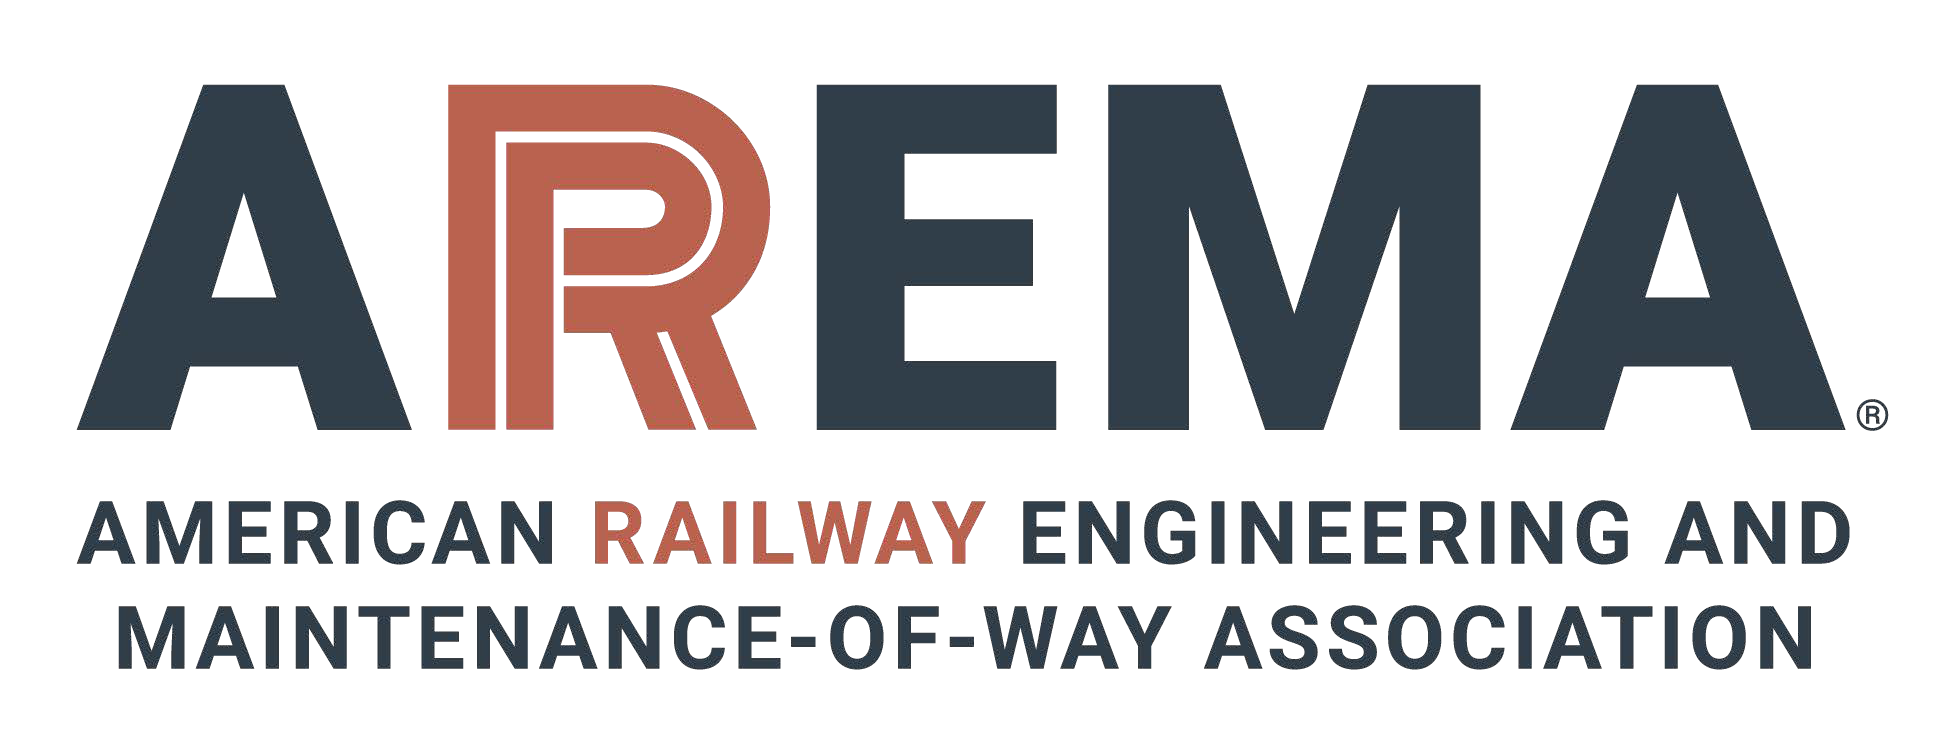 AREMA®
AMERICAN RAILWAY ENGINEERING AND
MAINTENANCE-OF-WAY ASSOCIATION